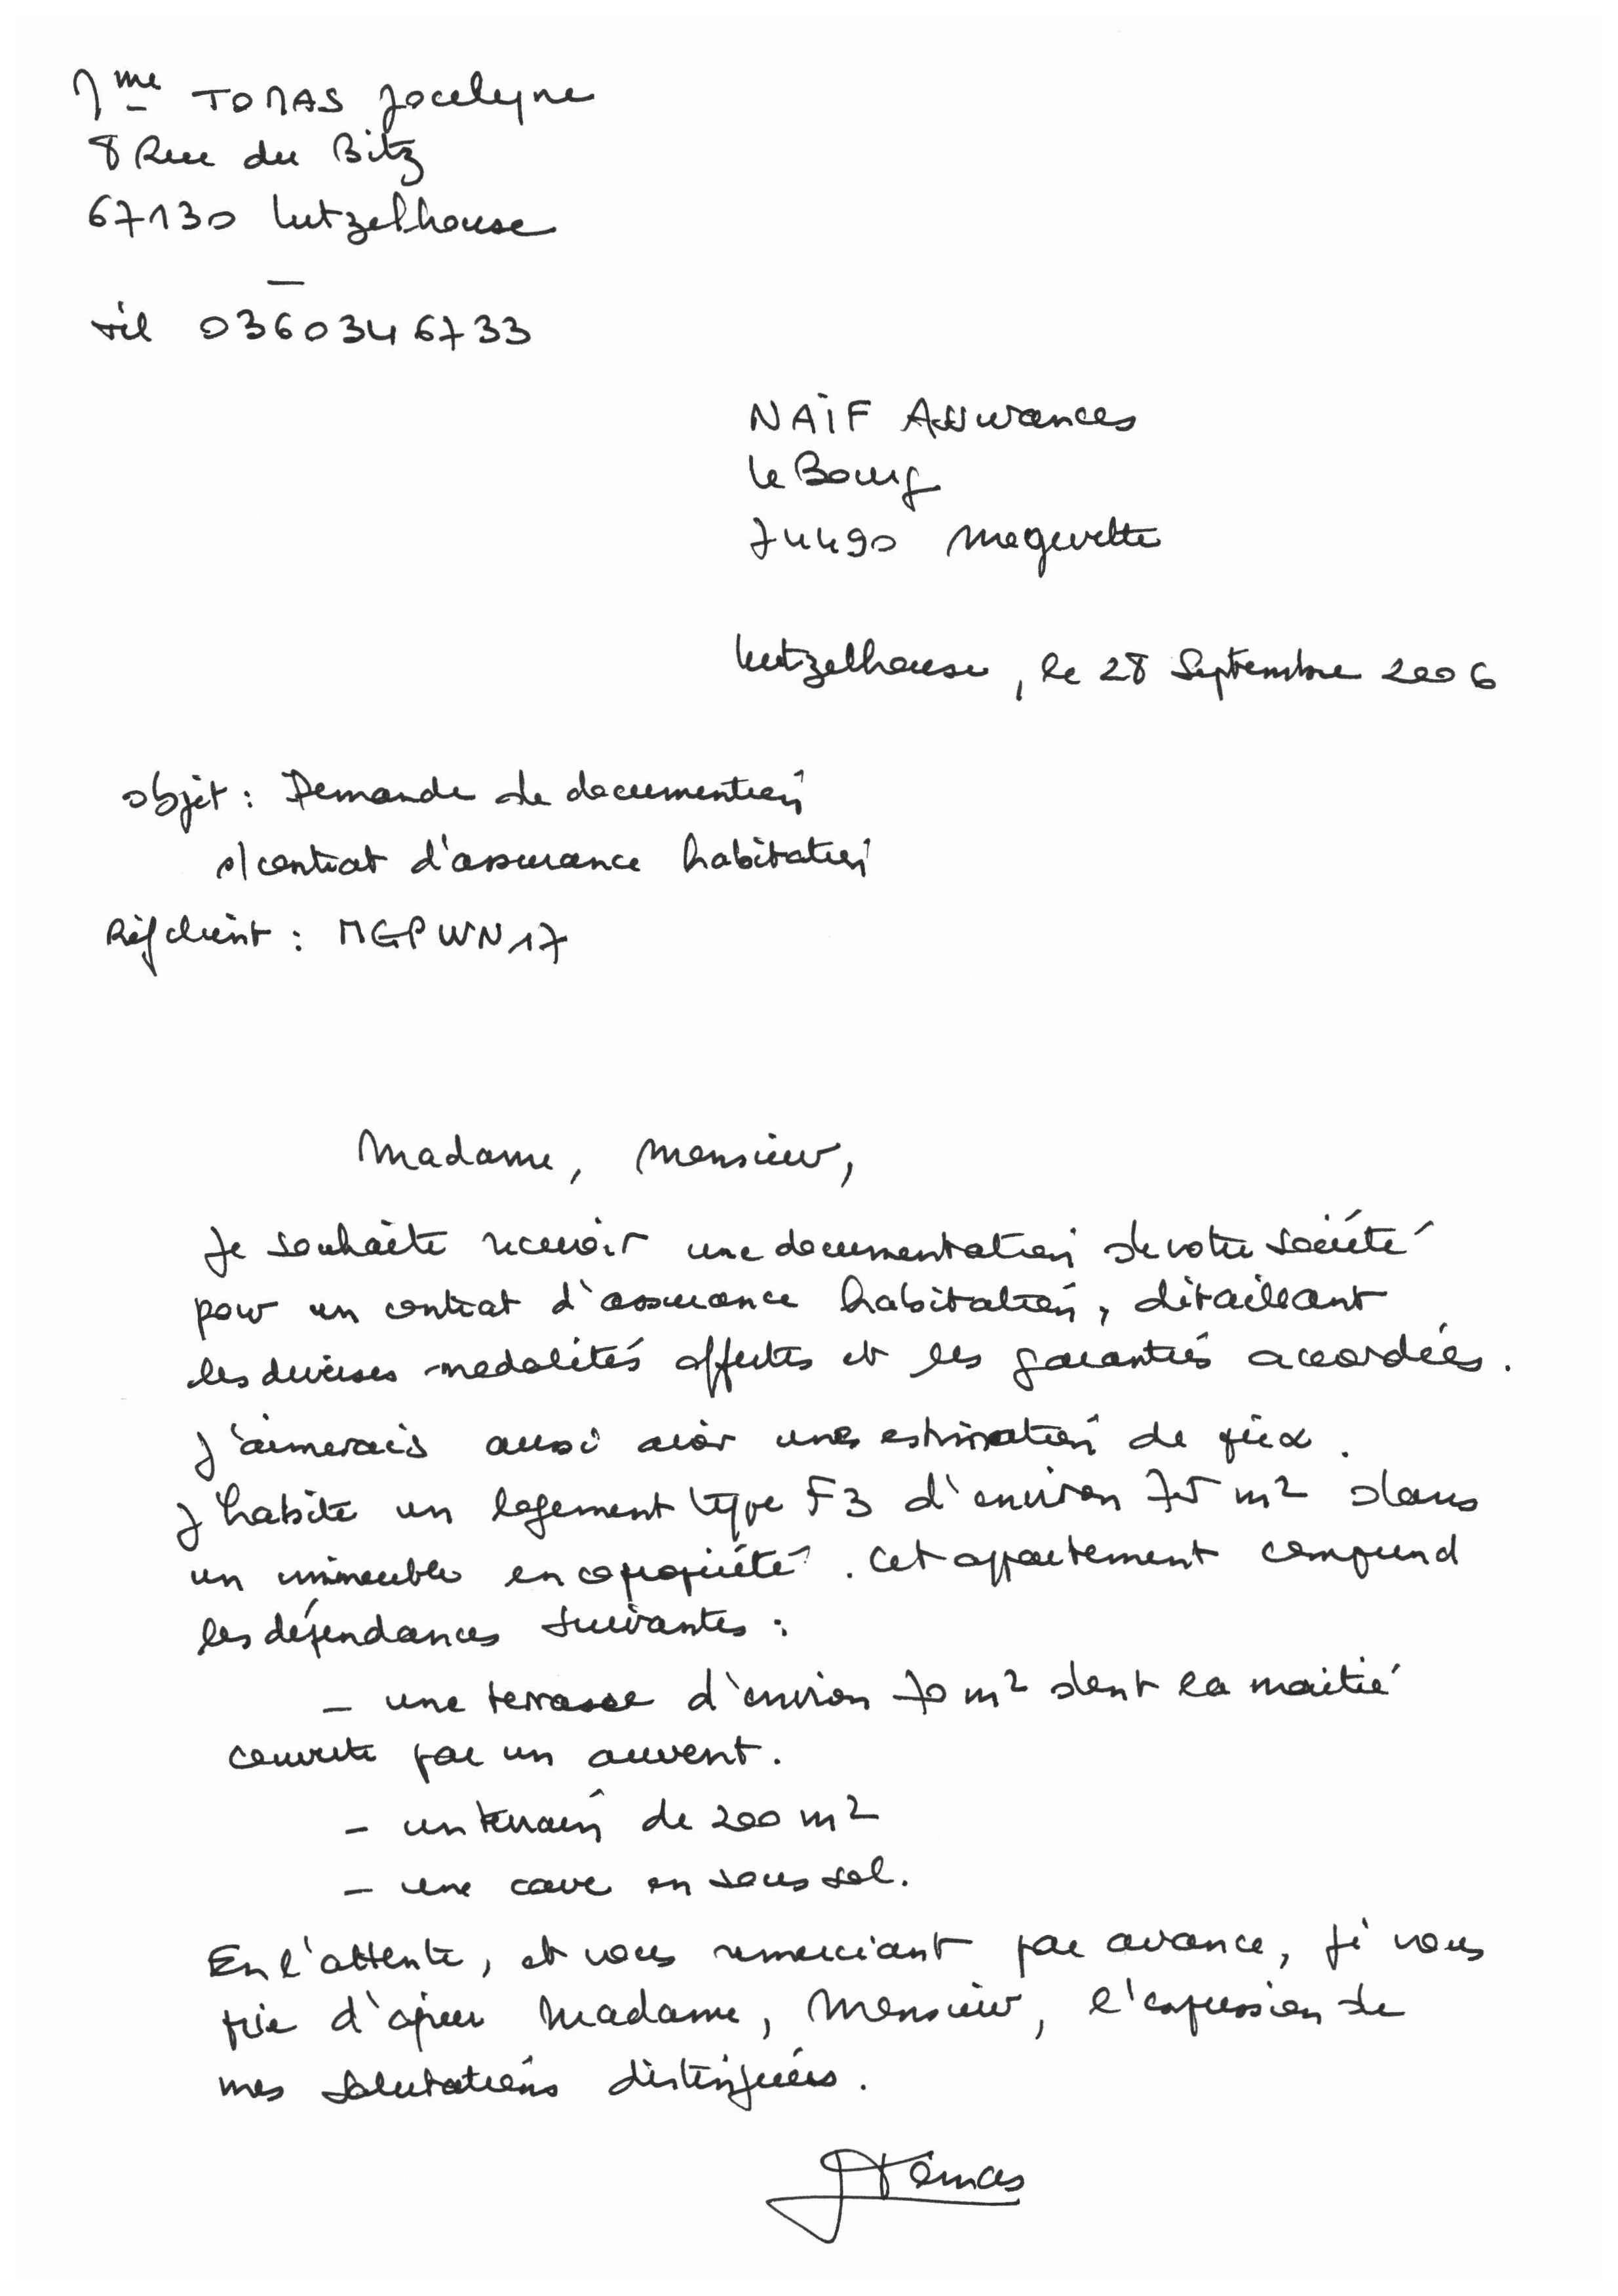 Mme TOMAS Jocelyne
8 Rue du Bitz
67130 Lutzelhouse
tél 0360346733
NAÏF Assurances
Le Bourg
74490 Megevette
Lutzelhouse, le 28 Septembre 2006
Objet : Demande de documention
s/ contrat d'assurance habitation
Réf client : MGPWN17
Madame, Monsieur,
Je souhaite recevoir une documentation de votre société
pour un contrat d'assurance habitation, détaillant
les diverses modalités offertes et les garanties accordées.
J'aimerais aussi avoir une estimation de prix.
J'habite un logement type F3 d'environ 75 m2 dans
un immeuble en copropriété. Cet appartement comprend
les dépendances suivantes :
- une terrasse d'environ 70 m2 dont la moitié
couverte par un auvent.
- un terrain de 200 m2
- une cave en sous sol.
En l'attente, et vous remerciant par avance, je vous
prie d'agréer Madame, Monsieur, l'expression de
mes salutations distinguées.
JTomas